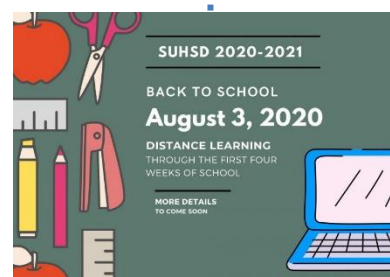 SUHSD 2020-2021
BACK TO SCHOOL
August 3, 2020
DISTANCE LEARNING
THROUGH THE FIRST FOUR
WEEKS OF SCHOOL
MORE DETAILS
TO COME SOON